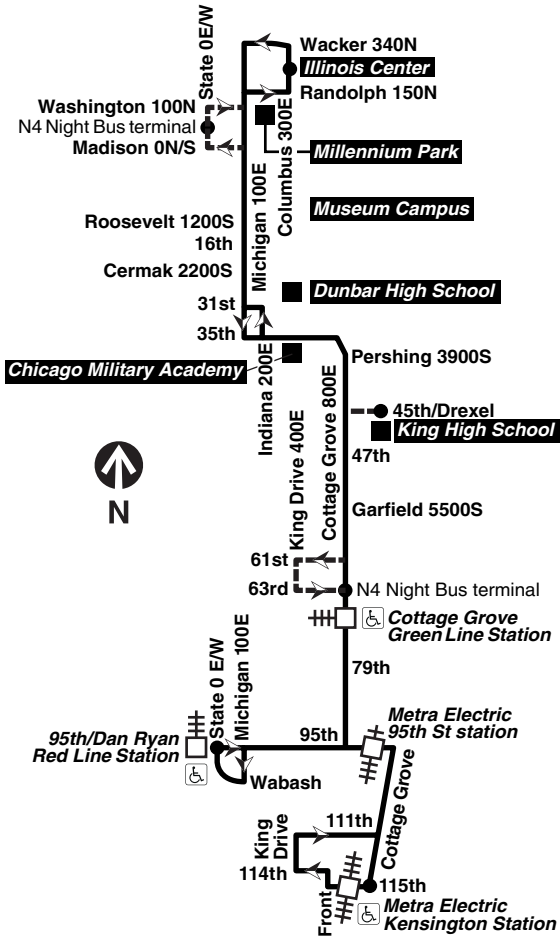 State 0E/W
Wacker 340N
Illinois Center
Randolph 150N
Washington 100N
N4 Night Bus terminal
Madison 0N/S
Columbus 300E
Millennium Park
Michigan 100E
Museum Campus
Roosevelt 1200S
16th
Cermak 2200S
Dunbar High School
31st
35th
Indiana 200E
Chicago Military Academy
Pershing 3900S
Cottage Grove 800E
45th/Drexel
King High School
47th
King Drive 400E
N
Garfield 5500S
61st
63rd
N4 Night Bus terminal
Cottage Grove
Green Line Station
79th
State 0 E/W
Michigan 100E
95th/Dan Ryan
Red Line Station
95th
Metra Electric
95th St station
Wabash
Cottage Grove
King
Drive
111th
114th
Front
115th
Metra Electric
Kensington Station